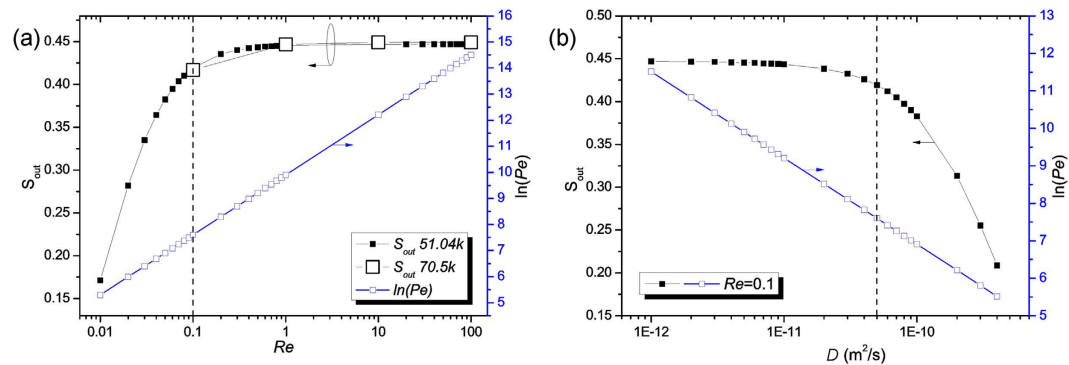 (a)
S_out
0.45
0.40
0.35
0.30
0.25
0.20
0.15
0.01
0.1
1
10
100
Re
16
15
14
13
12
11
10
9
8
7
6
5
ln(Pe)
S_out 51.04k
S_out 70.5k
ln(Pe)
(b)
S_out
0.50
0.45
0.40
0.35
0.30
0.25
0.20
0.15
1E-12
1E-11
1E-10
D (m²/s)
13
12
11
10
9
8
7
6
5
ln(Pe)
Re=0.1